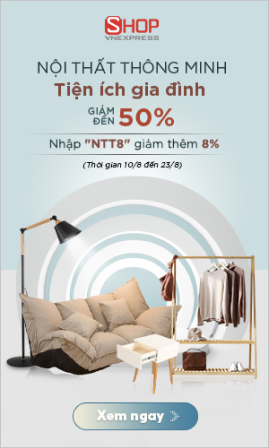 SHOP
VNEXPRESS
NỘI THẤT THÔNG MINH
Tiện ích gia đình
GIẢM
ĐẾN 50%
Nhập "NTT8" giảm thêm 8%
(Thời gian 10/8 đến 23/8)
Xem ngay